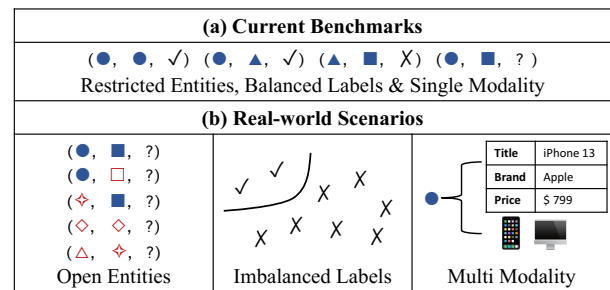 (a) Current Benchmarks
(●, ●, ✓) (●, ▲, ✓) (▲, ■, ✗) (●, ■, ?)
Restricted Entities, Balanced Labels & Single Modality
(b) Real-world Scenarios
(●, ■, ?)
(●, □, ?)
(✧, ■, ?)
(◇, ◇, ?)
(△, ✧, ?)
Open Entities
Imbalanced Labels
Title iPhone 13
Brand Apple
Price $ 799
Multi Modality